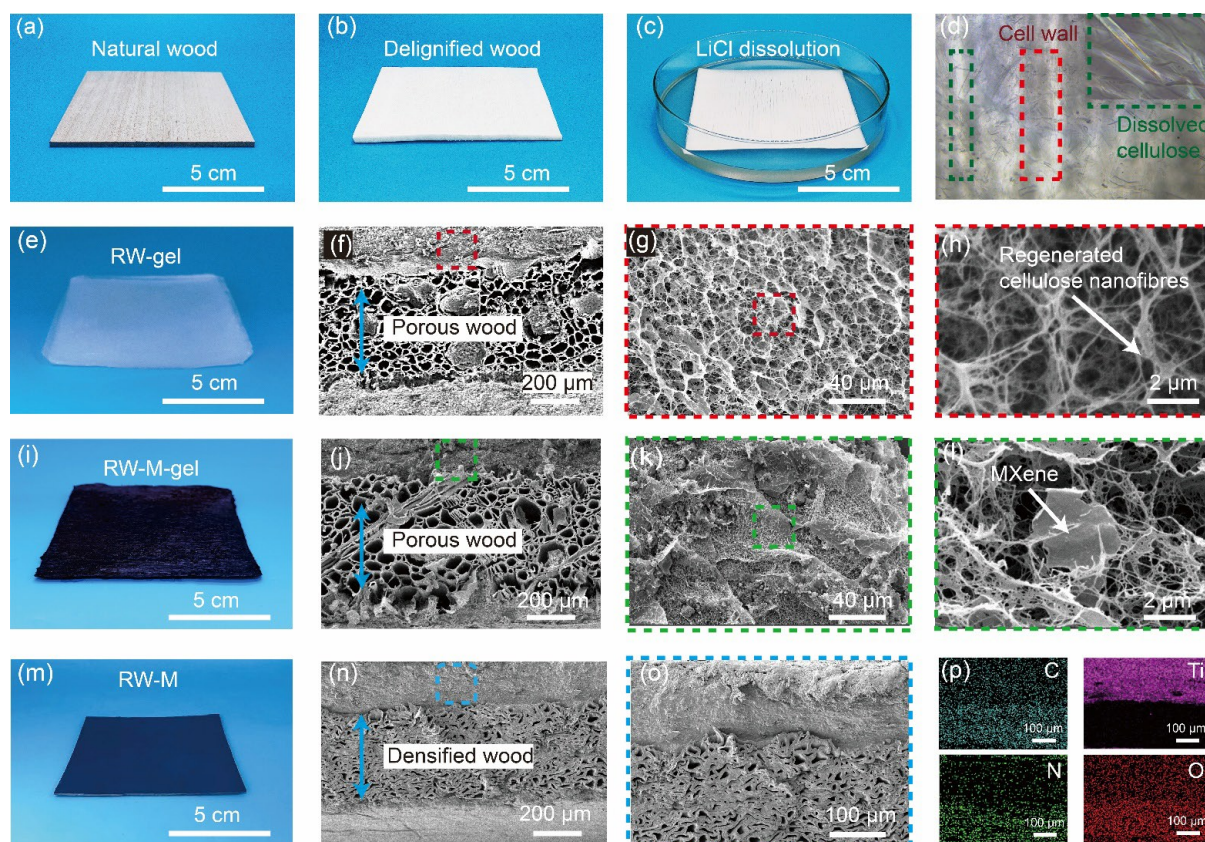 (a)
Natural wood
5 cm
(b)
Delignified wood
5 cm
(c)
LiCl dissolution
5 cm
(d)
Cell wall
Dissolved
cellulose
(e)
RW-gel
5 cm
(f)
Porous wood
200 µm
(g)
40 µm
(h)
Regenerated
cellulose nanofibres
2 µm
(i)
RW-M-gel
5 cm
(j)
Porous wood
200 µm
(k)
40 µm
(l)
MXene
2 µm
(m)
RW-M
5 cm
(n)
Densified wood
200 µm
(o)
100 µm
(p)
C
100 µm
Ti
100 µm
N
100 µm
O
100 µm